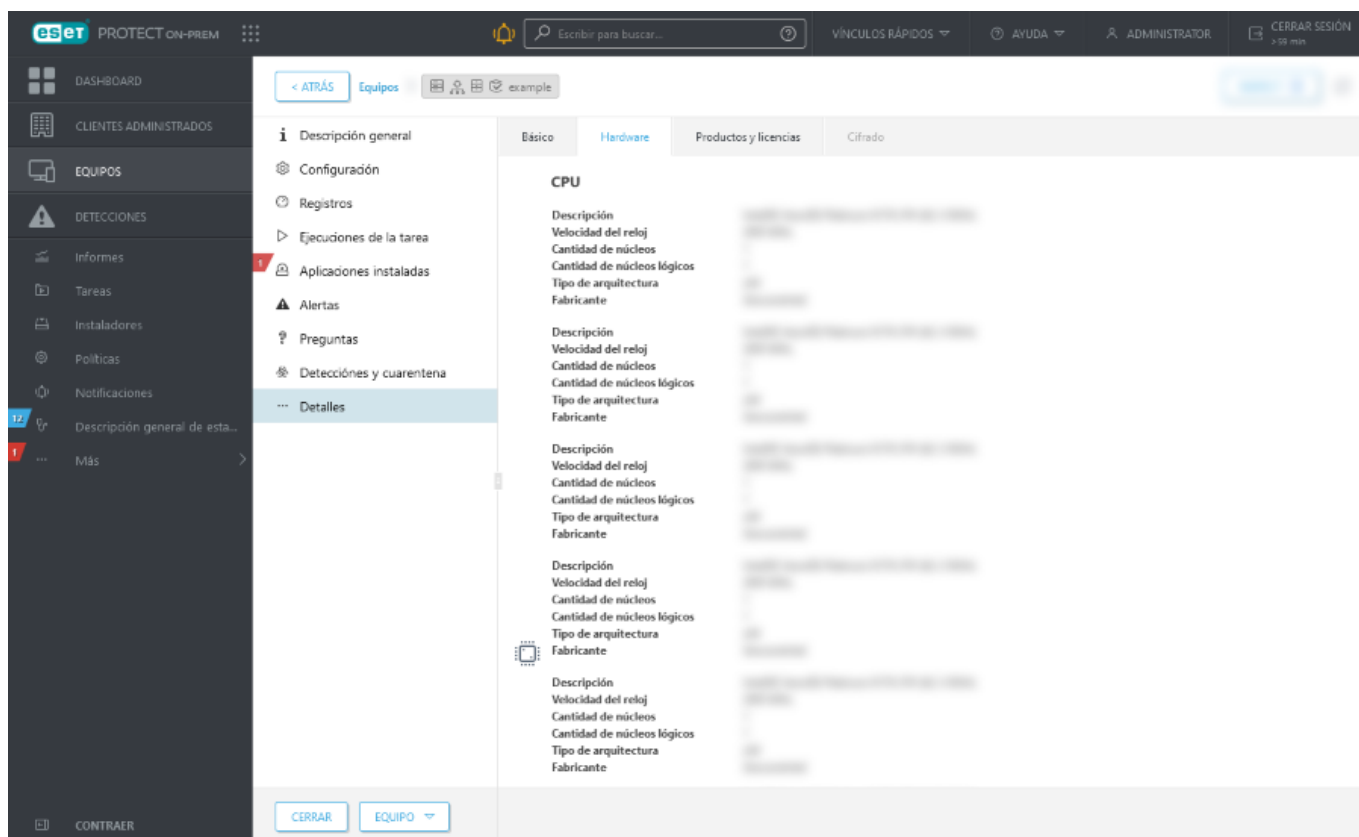 eset PROTECT ON-PREM
Escribir para buscar...
VÍNCULOS RÁPIDOS
AYUDA
ADMINISTRATOR
CERRAR SESIÓN
> 59 min
DASHBOARD
CLIENTES ADMINISTRADOS
EQUIPOS
DETECCIONES
Informes
Tareas
Instaladores
Políticas
Notificaciones
12
Descripción general de esta...
1
Más
CONTRAER
< ATRÁS
Equipos
example
Descripción general
Configuración
Registros
Ejecuciones de la tarea
1
Aplicaciones instaladas
Alertas
Preguntas
Detecciónes y cuarentena
Detalles
CERRAR
EQUIPO
Básico
Hardware
Productos y licencias
Cifrado
CPU
Descripción
Velocidad del reloj
Cantidad de núcleos
Cantidad de núcleos lógicos
Tipo de arquitectura
Fabricante
Descripción
Velocidad del reloj
Cantidad de núcleos
Cantidad de núcleos lógicos
Tipo de arquitectura
Fabricante
Descripción
Velocidad del reloj
Cantidad de núcleos
Cantidad de núcleos lógicos
Tipo de arquitectura
Fabricante
Descripción
Velocidad del reloj
Cantidad de núcleos
Cantidad de núcleos lógicos
Tipo de arquitectura
Fabricante
Descripción
Velocidad del reloj
Cantidad de núcleos
Cantidad de núcleos lógicos
Tipo de arquitectura
Fabricante